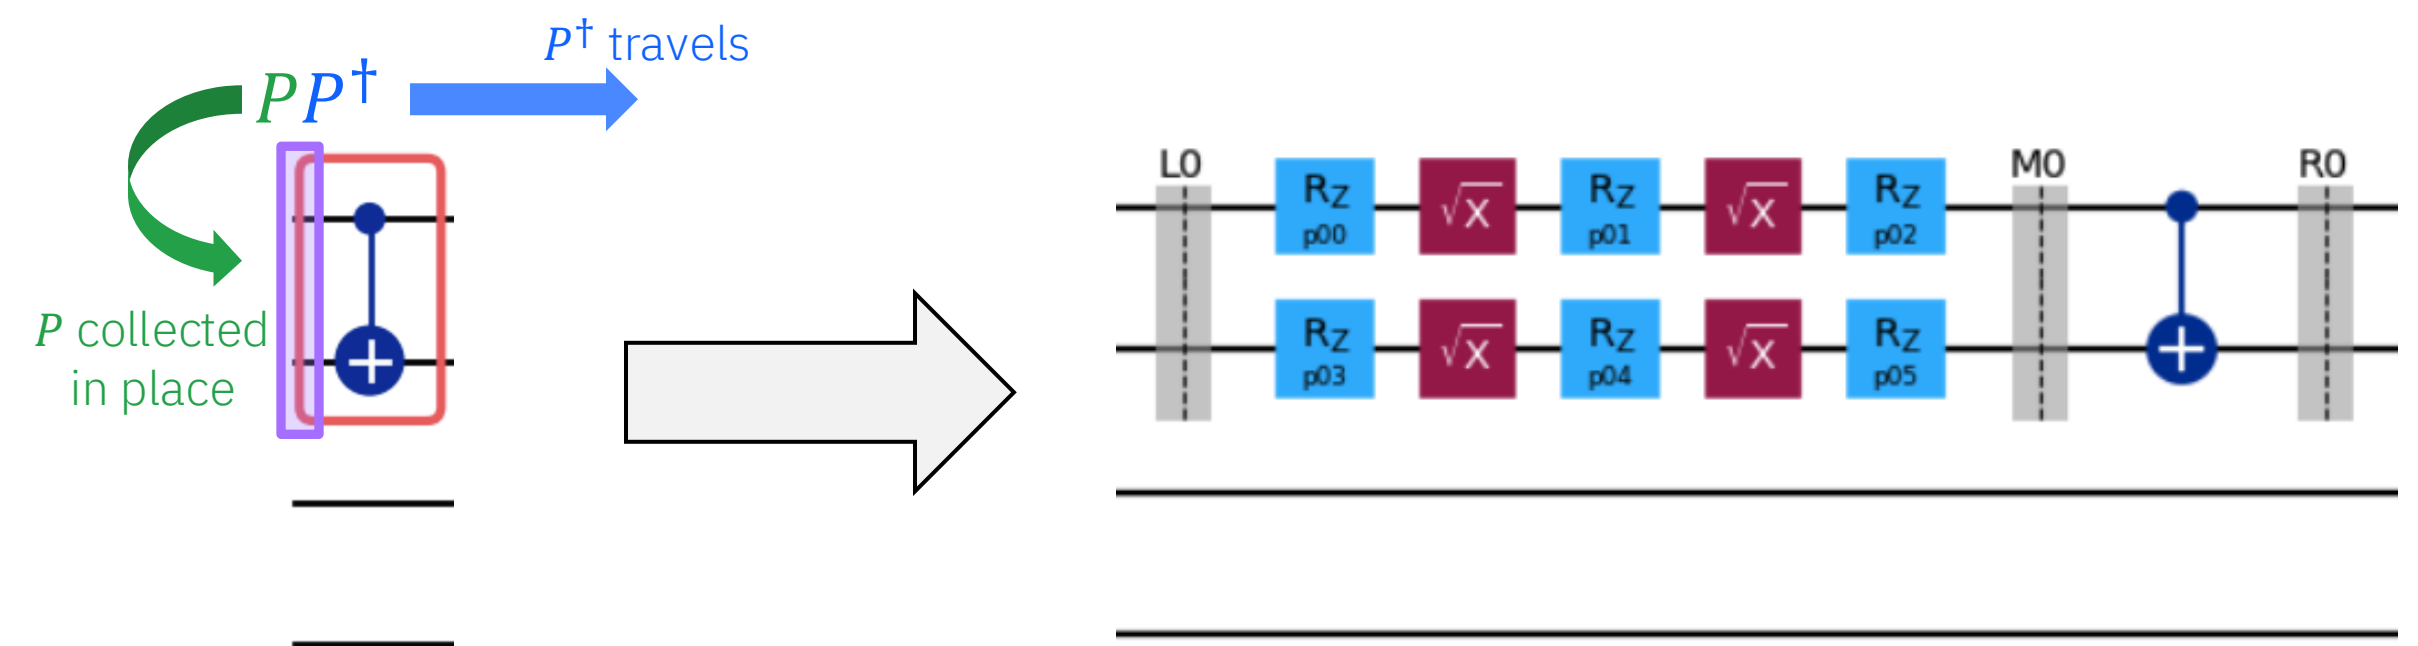 P† travels
PP†
P collected
in place
L0 M0 R0
RZ √X RZ √X RZ
p00 p01 p02
RZ √X RZ √X RZ
p03 p04 p05